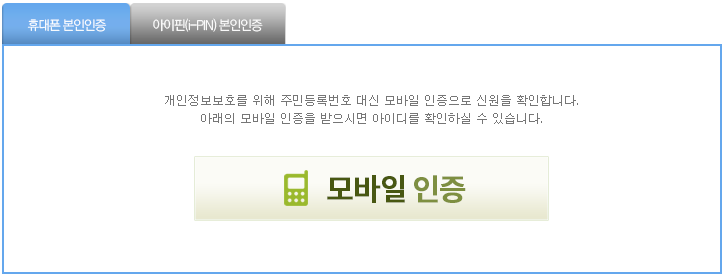 휴대폰 본인인증
아이핀(i-PIN) 본인인증
개인정보보호를 위해 주민등록번호 대신 모바일 인증으로 신원을 확인합니다.
아래의 모바일 인증을 받으시면 아이디를 확인하실 수 있습니다.
모바일 인증